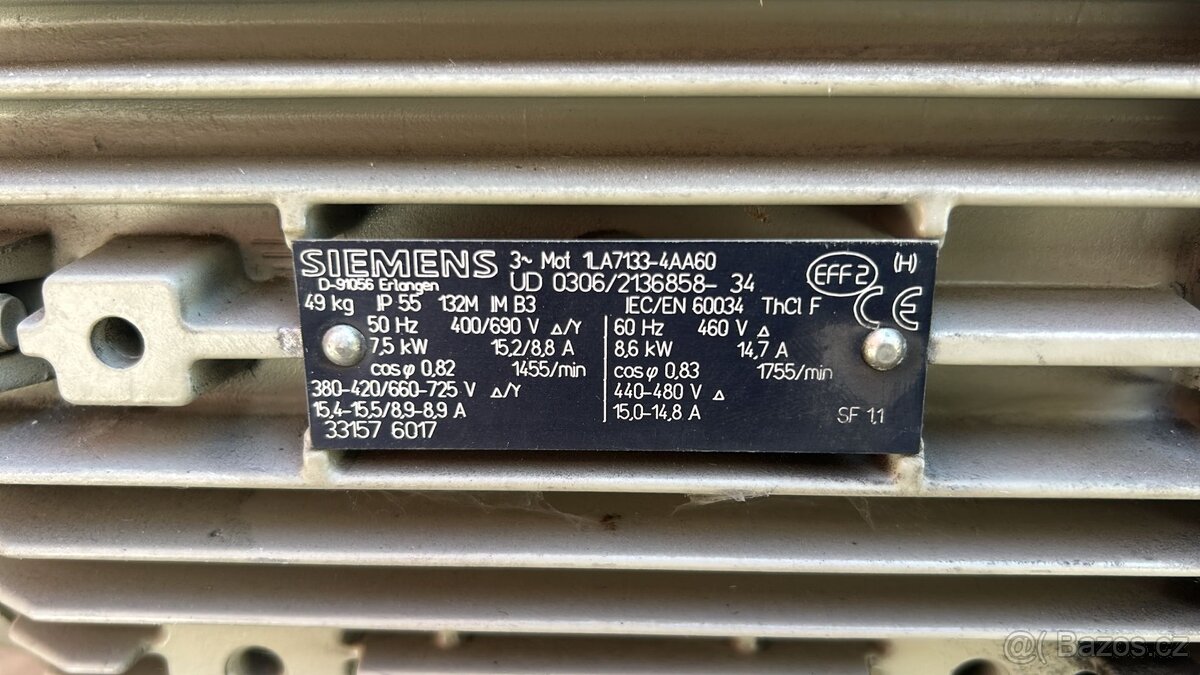 SIEMENS 3~ Mot 1LA7133-4AA60
D-91056 Erlangen UD 0306/2136858- 34 EFF2 (H)
49 kg IP 55 132M IM B3 IEC/EN 60034 ThCl F CE
50 Hz 400/690 V △/Y 60 Hz 460 V △
7,5 kW 15,2/8,8 A 8,6 kW 14,7 A
cos φ 0,82 1455/min cos φ 0,83 1755/min
380-420/660-725 V △/Y 440-480 V △
15,4-15,5/8,9-8,9 A 15,0-14,8 A SF 1,1
33157 6017
@( Bazos.cz